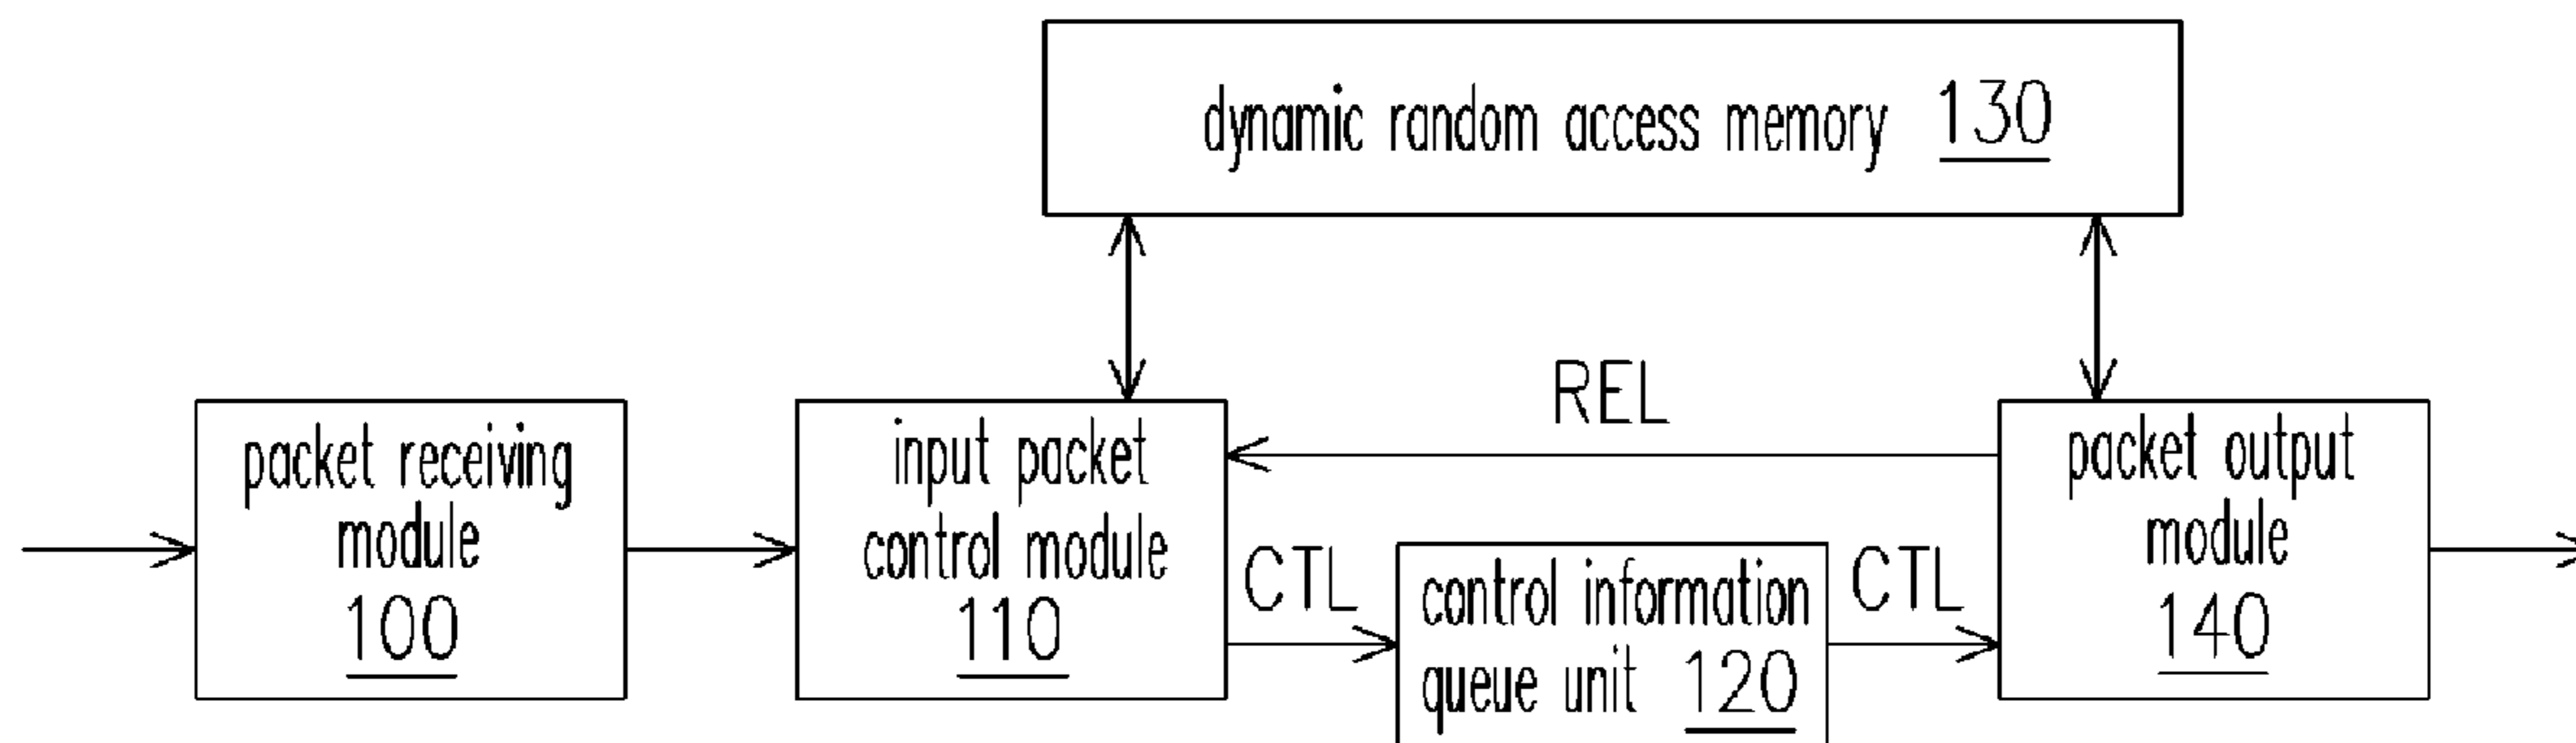 dynamic random access memory 130
REL
packet receiving
module
100
input packet
control module
110
CTL
control information
queue unit 120
CTL
packet output
module
140